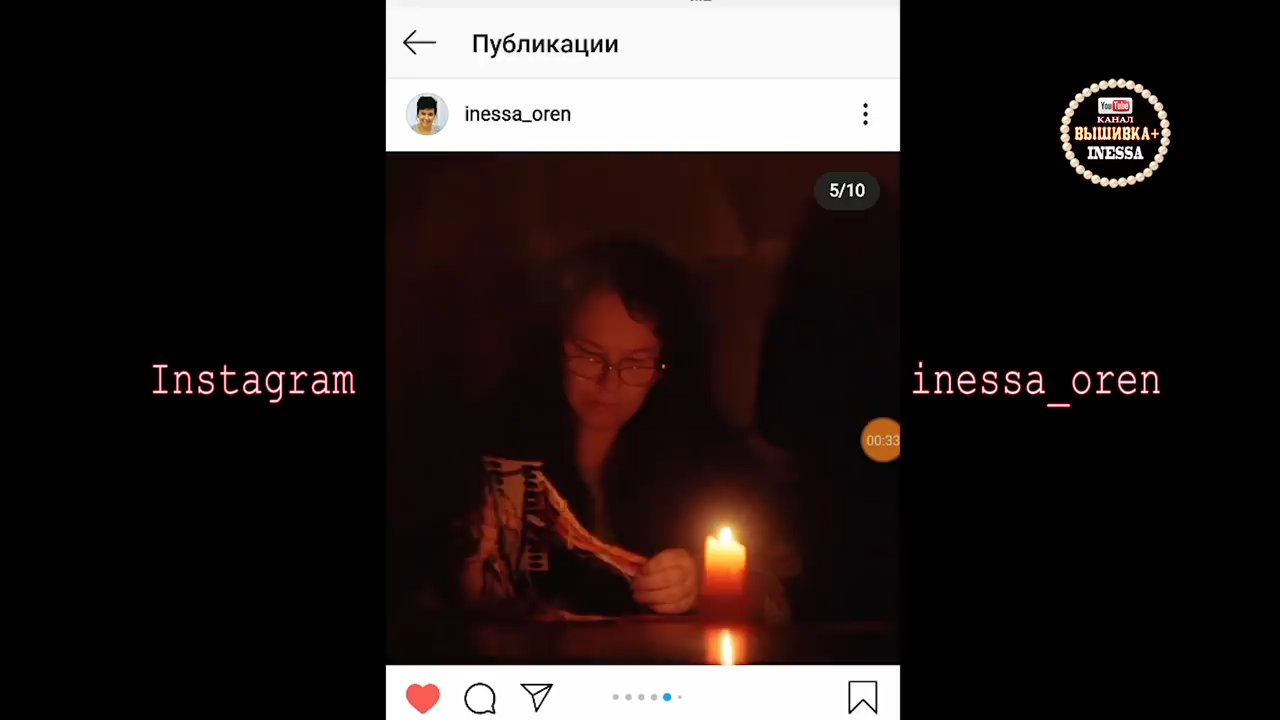 Публикации
inessa_oren
5/10
YouTube
КАНАЛ
ВЫШИВКА+
INESSA
Instagram
inessa_oren
00:33